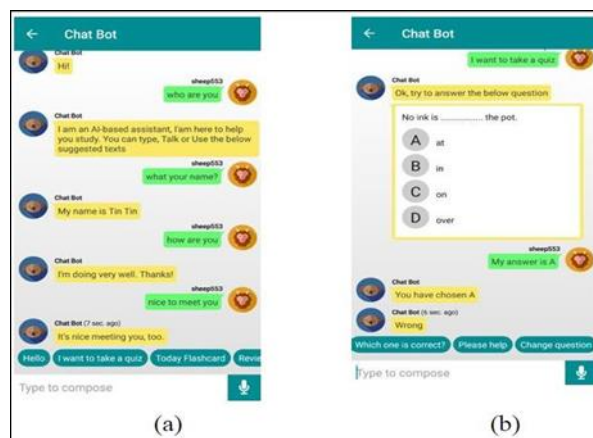 Chat Bot
Chat Bot
Hi!
sheep553
who are you
Chat Bot
I am an AI-based assistant, I'am here to help
you study. You can type, Talk or Use the below
suggested texts
sheep553
what your name?
Chat Bot
My name is Tin Tin
sheep553
how are you
Chat Bot
I'm doing very well. Thanks!
sheep553
nice to meet you
Chat Bot (7 sec. ago)
It's nice meeting you, too.
Hello I want to take a quiz Today Flashcard Revie
Type to compose
(a)
Chat Bot
I want to take a quiz
Chat Bot
Ok, try to answer the below question
No ink is .............. the pot.
A at
B in
C on
D over
sheep553
My answer is A
Chat Bot
You have chosen A
Chat Bot (6 sec. ago)
Wrong
Which one is correct? Please help Change question
Type to compose
(b)